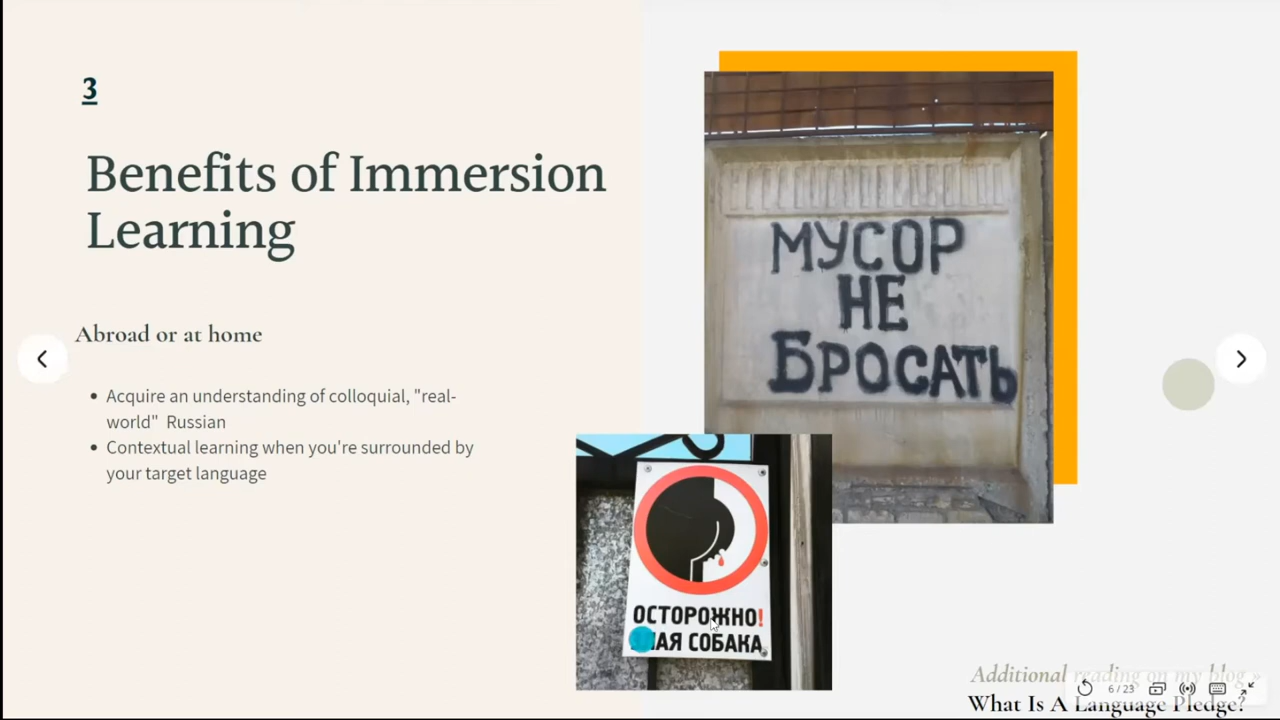 3
Benefits of Immersion
Learning
Abroad or at home
• Acquire an understanding of colloquial, "real-
world" Russian
• Contextual learning when you're surrounded by
your target language
МУСОР
НЕ
БРОСАТЬ
ОСТОРОЖНО!
СОБАКА
Additional reading on my blog »
What Is A Language Pledge?
6 / 23